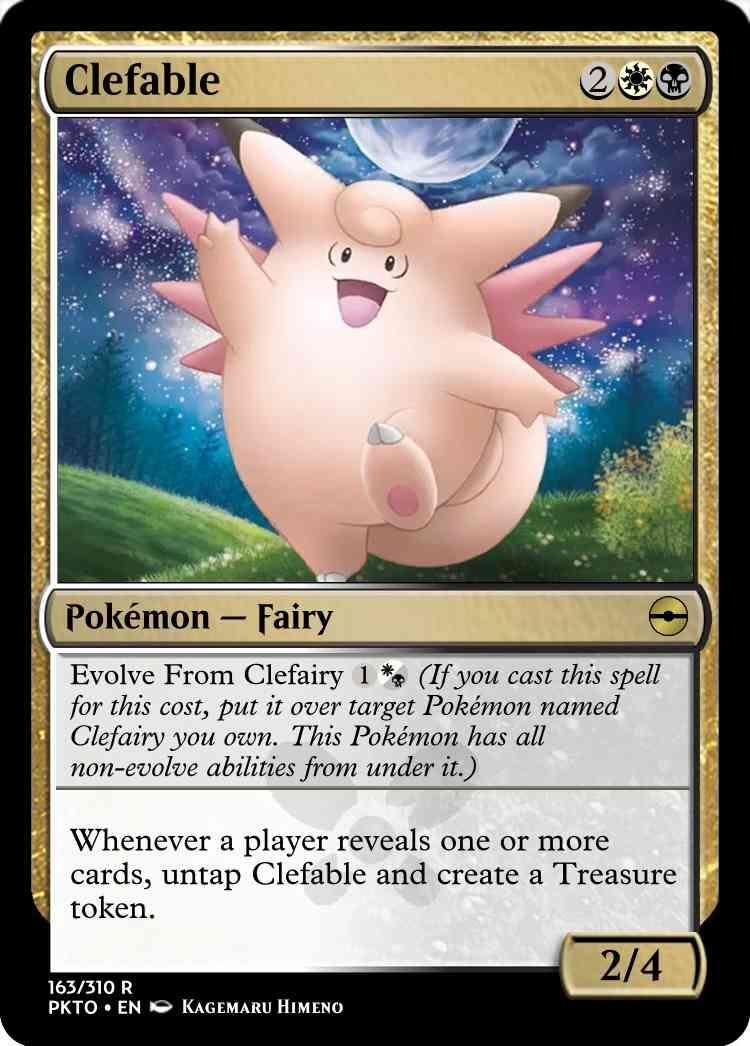 Clefable 2
Pokémon — Fairy
Evolve From Clefairy 1 (If you cast this spell
for this cost, put it over target Pokémon named
Clefairy you own. This Pokémon has all
non-evolve abilities from under it.)
Whenever a player reveals one or more
cards, untap Clefable and create a Treasure
token.
2/4
163/310 R
PKTO • EN KAGEMARU HIMENO